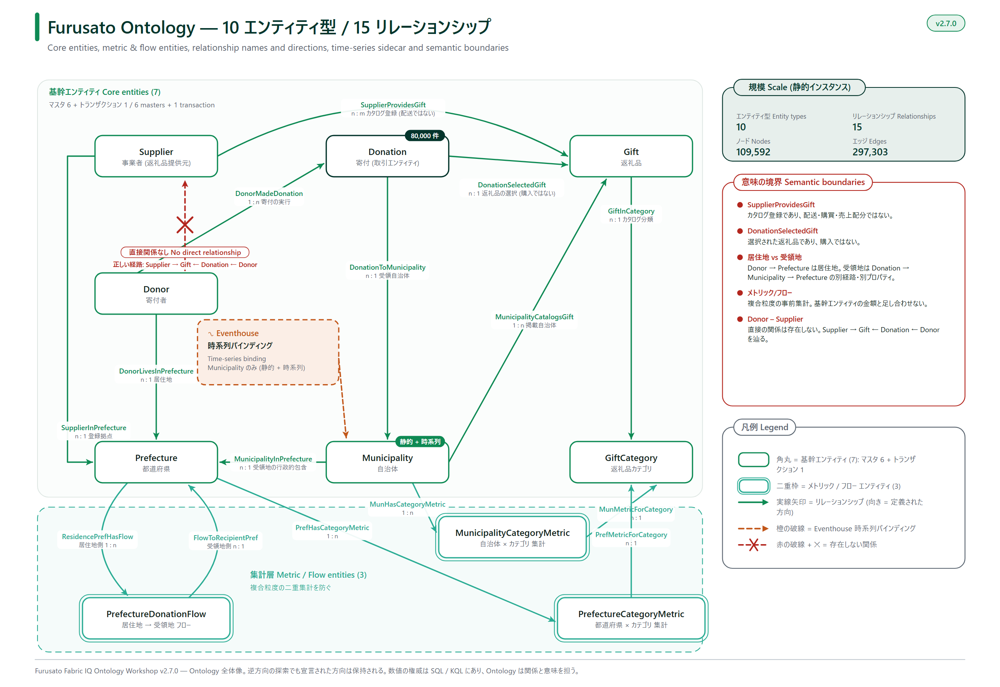 Furusato Ontology — 10 エンティティ型 / 15 リレーションシップ
v2.7.0
Core entities, metric & flow entities, relationship names and directions, time-series sidecar and semantic boundaries
基幹エンティティ Core entities (7)
マスタ 6 + トランザクション 1 / 6 masters + 1 transaction
SupplierProvidesGift
n : m カタログ登録 (配送ではない)
Supplier
事業者 (返礼品提供元)
80,000 件
Donation
寄付 (取引エンティティ)
Gift
返礼品
DonorMadeDonation
1 : n 寄付の実行
DonationSelectedGift
n : 1 返礼品の選択 (購入ではない)
GiftInCategory
n : 1 カタログ分類
直接関係なし No direct relationship
正しい経路: Supplier → Gift ← Donation ← Donor
DonationToMunicipality
n : 1 受領自治体
Donor
寄付者
MunicipalityCatalogsGift
1 : n 掲載自治体
∿ Eventhouse
時系列バインディング
Time-series binding
Municipality のみ (静的 + 時系列)
DonorLivesInPrefecture
n : 1 居住地
SupplierInPrefecture
n : 1 登録拠点
Prefecture
都道府県
MunicipalityInPrefecture
n : 1 受領地の行政的包含
静的 + 時系列
Municipality
自治体
GiftCategory
返礼品カテゴリ
MunHasCategoryMetric
1 : n
MunMetricForCategory
n : 1
PrefHasCategoryMetric
1 : n
ResidencePrefHasFlow
居住地側 1 : n
FlowToRecipientPref
受領地側 n : 1
MunicipalityCategoryMetric
自治体 × カテゴリ 集計
PrefMetricForCategory
n : 1
集計層 Metric / Flow entities (3)
複合粒度の二重集計を防ぐ
PrefectureDonationFlow
居住地 → 受領地 フロー
PrefectureCategoryMetric
都道府県 × カテゴリ 集計
規模 Scale (静的インスタンス)
エンティティ型 Entity types
10
リレーションシップ Relationships
15
ノード Nodes
109,592
エッジ Edges
297,303
意味の境界 Semantic boundaries
SupplierProvidesGift
カタログ登録であり、配送・購買・売上配分ではない。
DonationSelectedGift
選択された返礼品であり、購入ではない。
居住地 vs 受領地
Donor → Prefecture は居住地。受領地は Donation →
Municipality → Prefecture の別経路・別プロパティ。
メトリック/フロー
複合粒度の事前集計。基幹エンティティの金額と足し合わせない。
Donor – Supplier
直接の関係は存在しない。Supplier → Gift ← Donation ← Donor
を辿る。
凡例 Legend
角丸 = 基幹エンティティ (7): マスタ 6 + トランザ
クション 1
二重枠 = メトリック / フロー エンティティ (3)
実線矢印 = リレーションシップ (向き = 定義された
方向)
橙の破線 = Eventhouse 時系列バインディング
赤の破線 + × = 存在しない関係
Furusato Fabric IQ Ontology Workshop v2.7.0 — Ontology 全体像。逆方向の探索でも宣言された方向は保持される。数値の権威は SQL / KQL にあり、Ontology は関係と意味を担う。